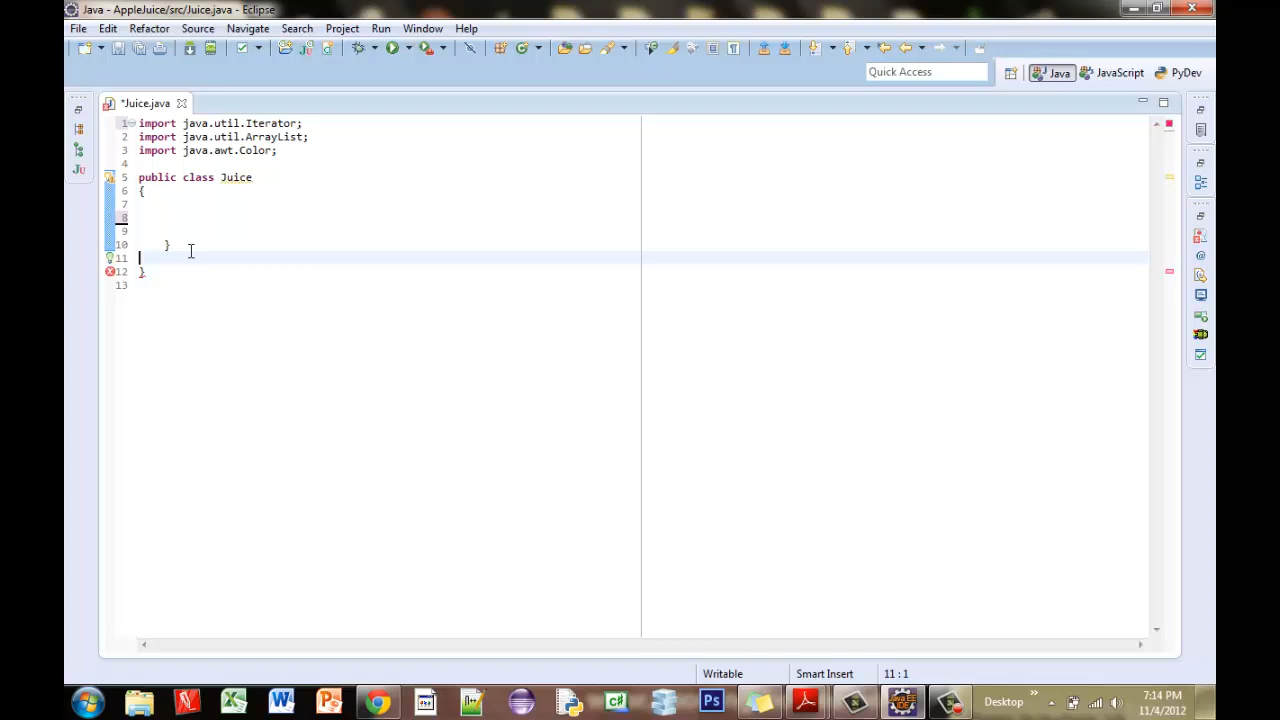 Java - AppleJuice/src/Juice.java - Eclipse
File Edit Refactor Source Navigate Search Project Run Window Help
Quick Access
Java JavaScript PyDev
*Juice.java
1 import java.util.Iterator;
2 import java.util.ArrayList;
3 import java.awt.Color;
4
5 public class Juice
6 {
7
8
9
10 }
11
12 }
13
Writable Smart Insert 11 : 1
Desktop
7:14 PM
11/4/2012